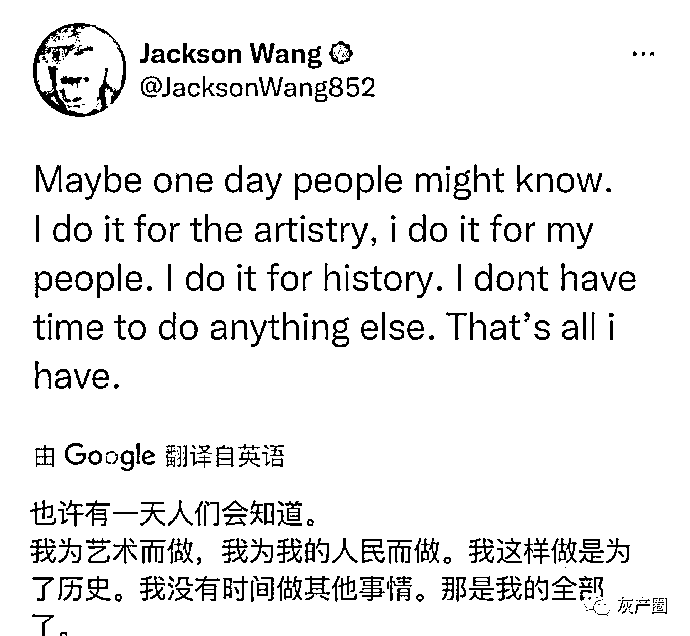 Jackson Wang
@JacksonWang852
Maybe one day people might know.
I do it for the artistry, i do it for my
people. I do it for history. I dont have
time to do anything else. That’s all i
have.
由 Google 翻译自英语
也许有一天人们会知道。
我为艺术而做，我为我的人民而做。我这样做是为
了历史。我没有时间做其他事情。那是我的全部
了。
灰产圈